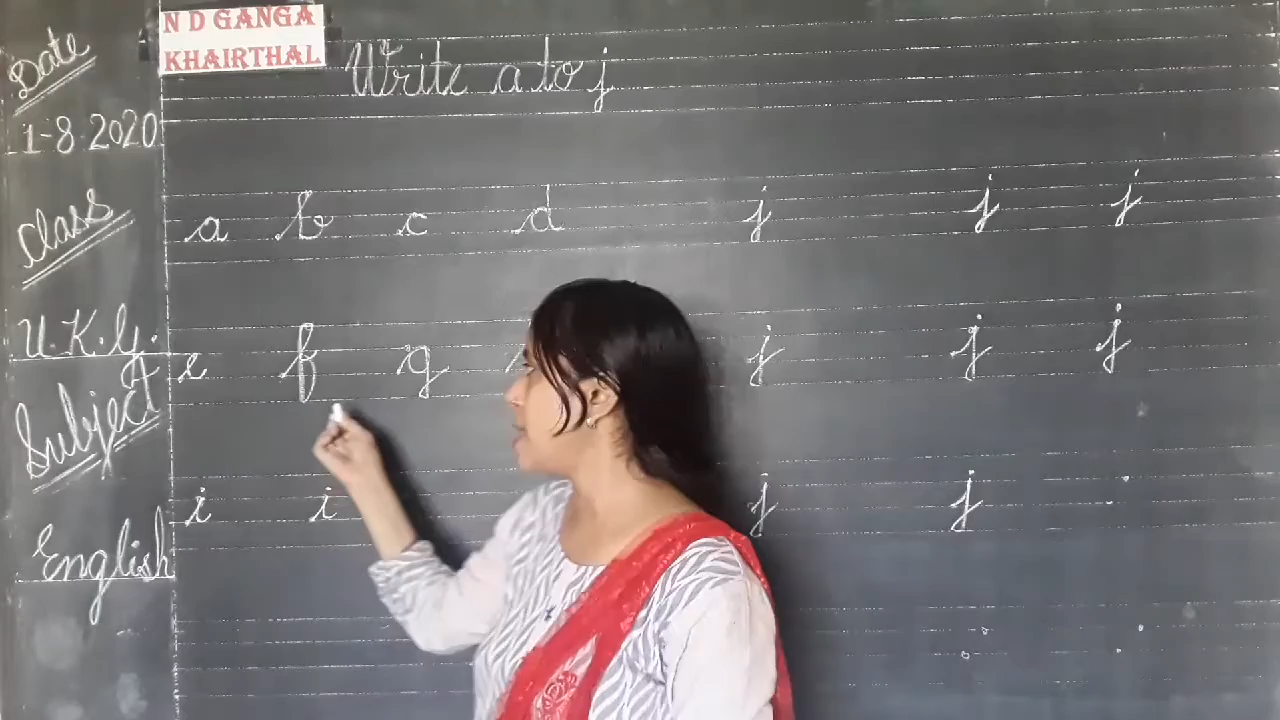 N D GANGA
KHAIRTHAL
Write a to j
Date
1-8-2020
Class
U.K.G.
Subject
English
a b c d j j j
e f g j j j
i i j j